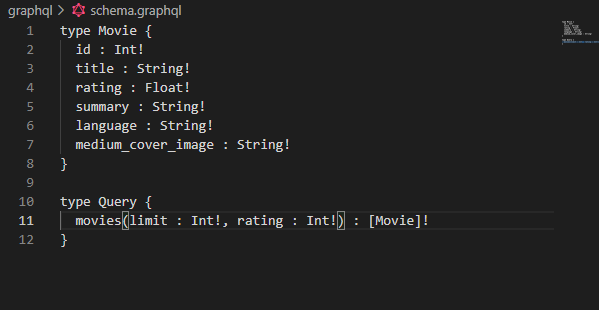 graphql > schema.graphql
1 type Movie {
2   id : Int!
3   title : String!
4   rating : Float!
5   summary : String!
6   language : String!
7   medium_cover_image : String!
8 }
9
10 type Query {
11   movies(limit : Int!, rating : Int!) : [Movie]!
12 }